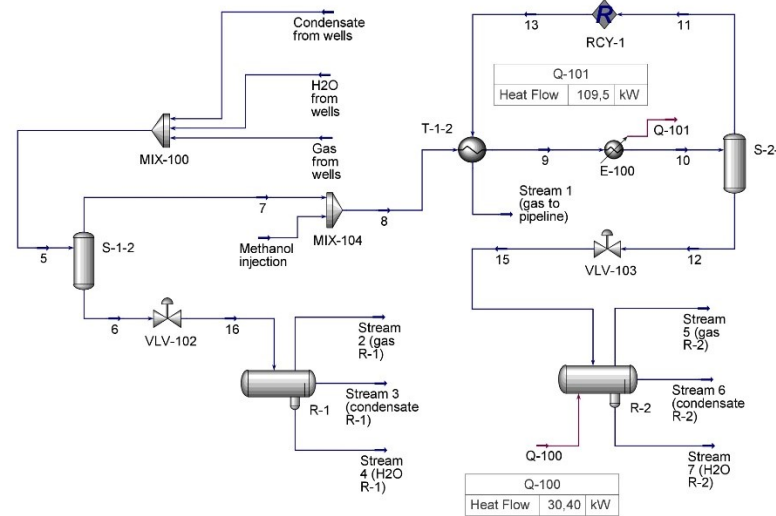 13
R
11
RCY-1
Condensate
from wells
Q-101
Heat Flow 109,5 kW
H2O
from
wells
Q-101
T-1-2
MIX-100
Gas
from
wells
9
E-100
10
S-2-
7
Stream 1
(gas to
pipeline)
MIX-104
8
5
S-1-2
Methanol
injection
15
VLV-103
12
6
VLV-102
16
Stream
2 (gas
R-1)
Stream
5 (gas
R-2)
R-1
Stream 3
(condensate
R-1)
R-2
Stream 6
(condensate
R-2)
Stream
4 (H2O
R-1)
Q-100
Stream
7 (H2O
R-2)
Q-100
Heat Flow 30,40 kW